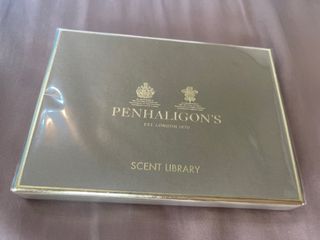 PENHALIGON'S
EST. LONDON 1870
SCENT LIBRARY